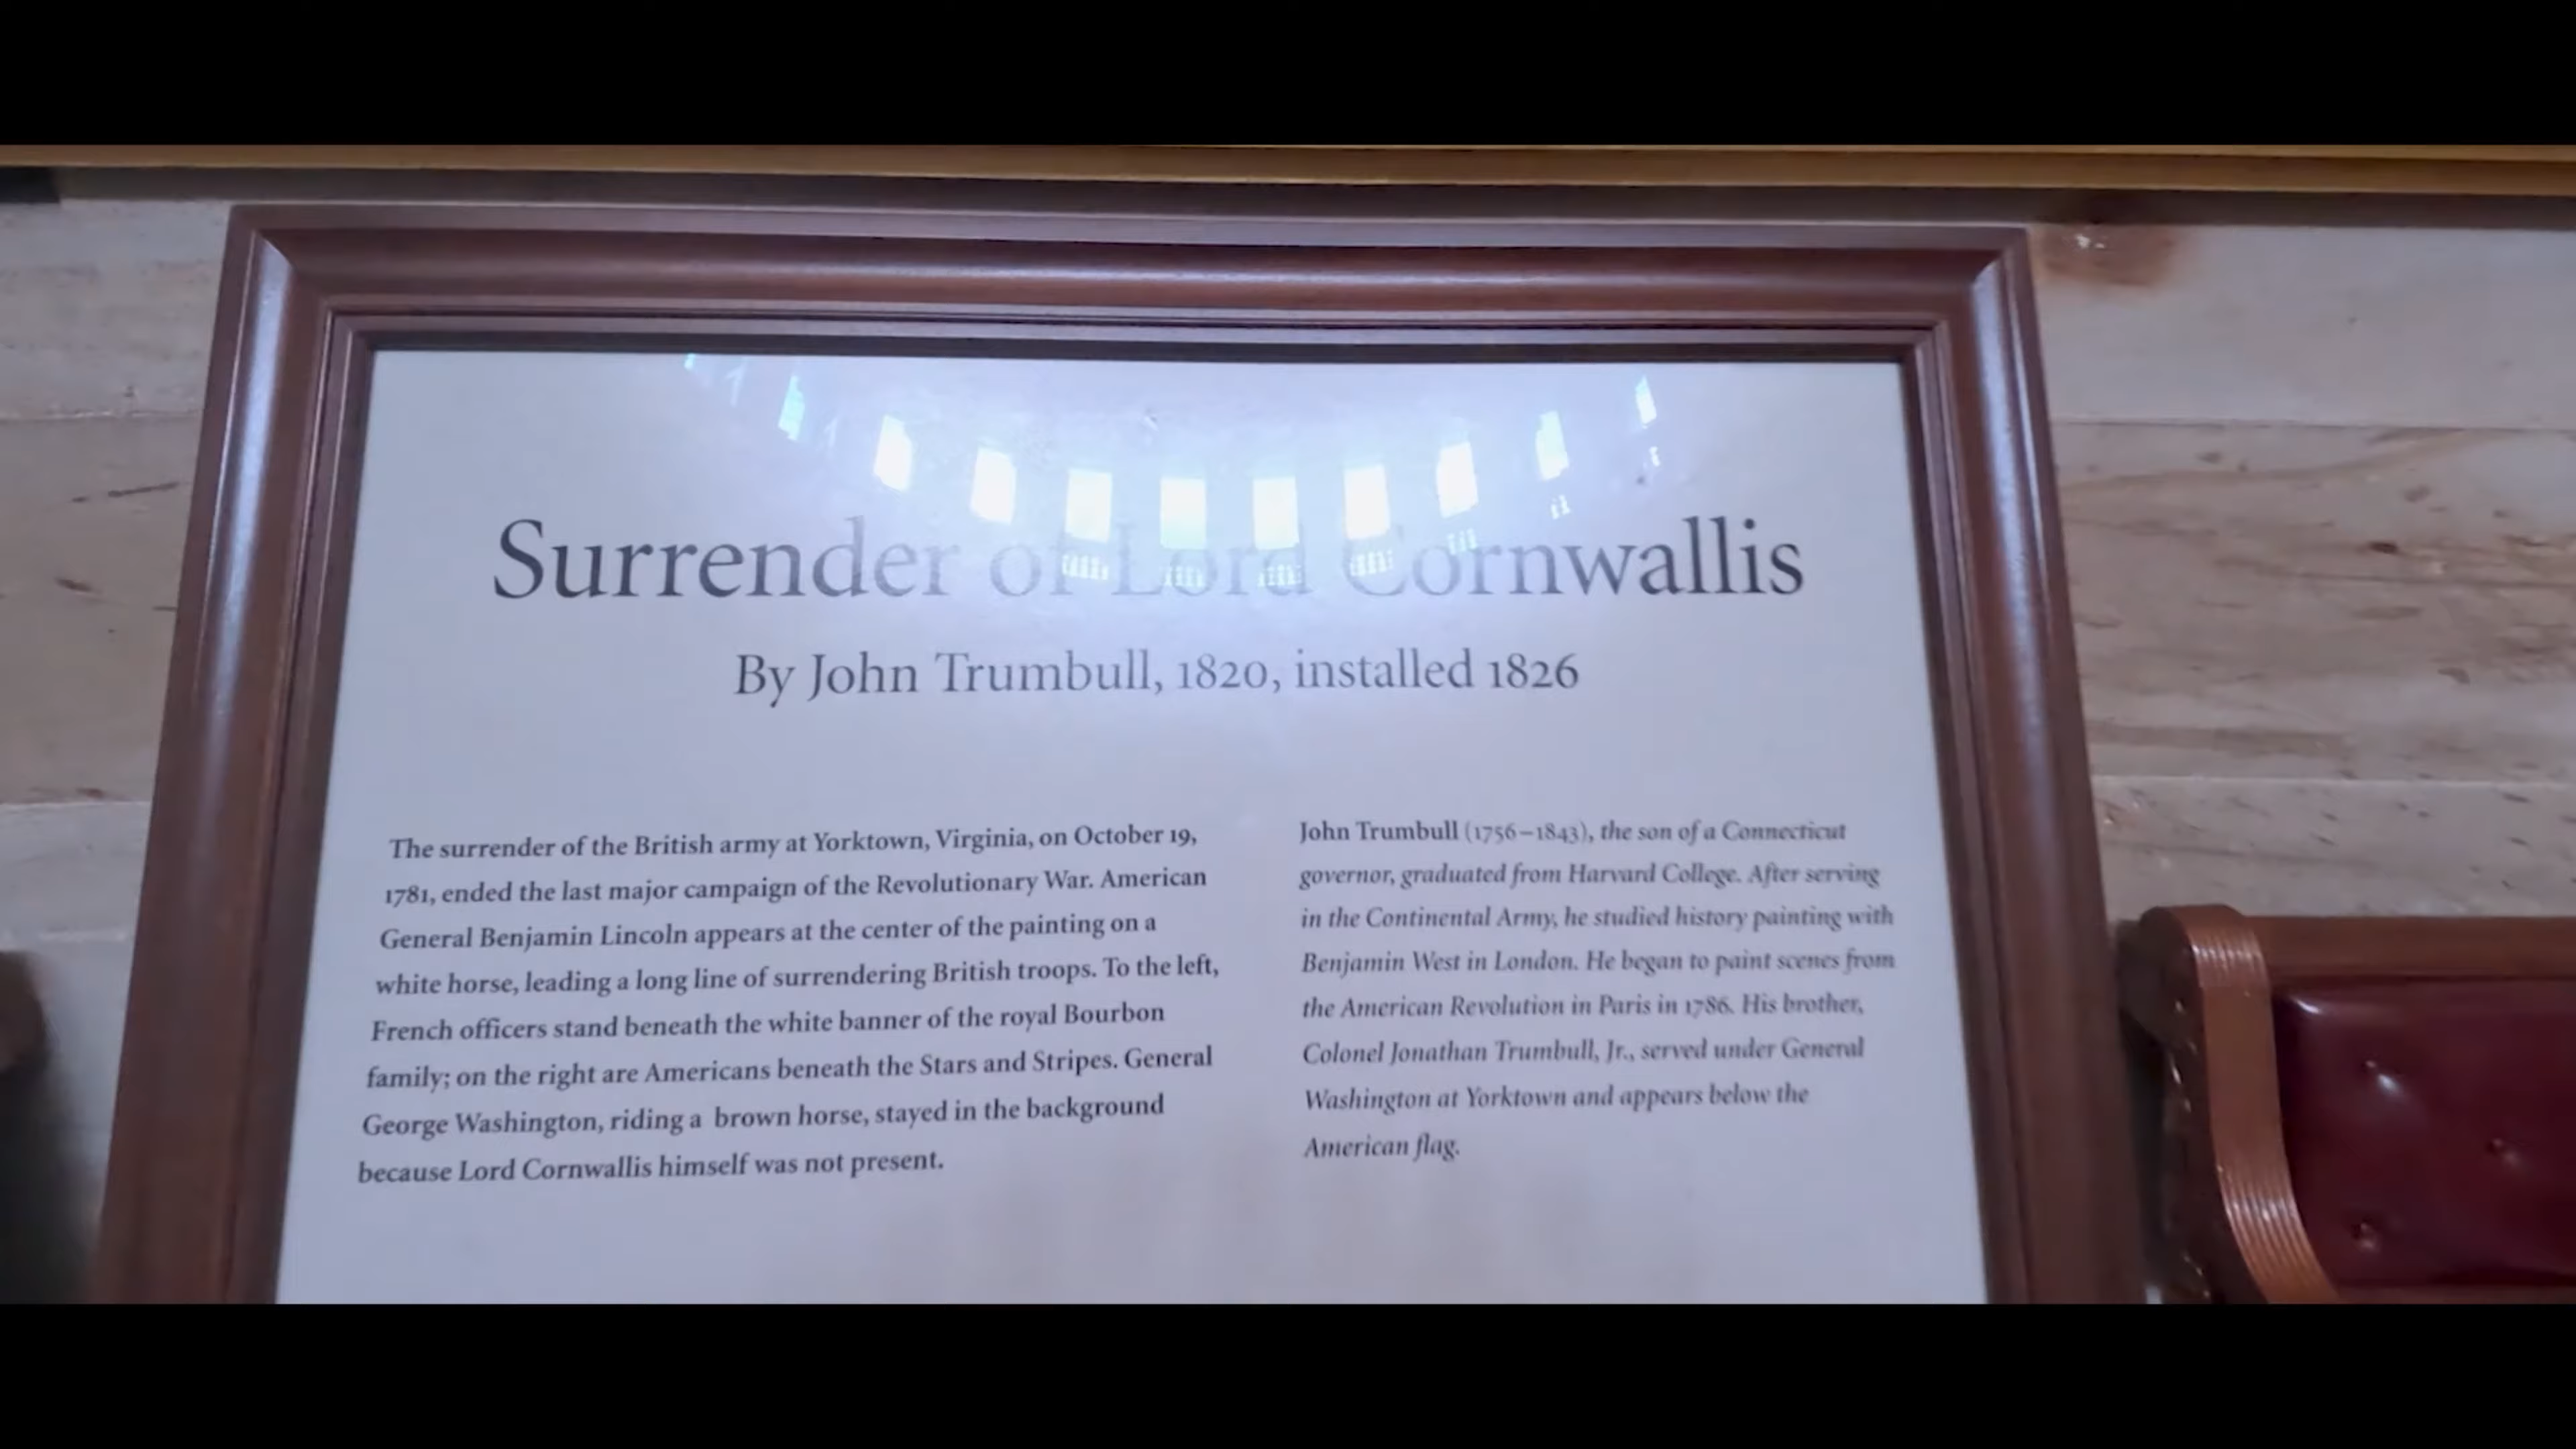 Surrender of Lord Cornwallis
By John Trumbull, 1820, installed 1826
The surrender of the British army at Yorktown, Virginia, on October 19,
1781, ended the last major campaign of the Revolutionary War. American
General Benjamin Lincoln appears at the center of the painting on a
white horse, leading a long line of surrendering British troops. To the left,
French officers stand beneath the white banner of the royal Bourbon
family; on the right are Americans beneath the Stars and Stripes. General
George Washington, riding a brown horse, stayed in the background
because Lord Cornwallis himself was not present.
John Trumbull (1756–1843), the son of a Connecticut
governor, graduated from Harvard College. After serving
in the Continental Army, he studied history painting with
Benjamin West in London. He began to paint scenes from
the American Revolution in Paris in 1786. His brother,
Colonel Jonathan Trumbull, Jr., served under General
Washington at Yorktown and appears below the
American flag.